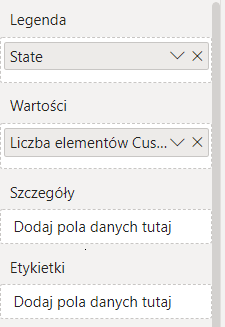 Legenda
State
Wartości
Liczba elementów Cus...
Szczegóły
Dodaj pola danych tutaj
Etykietki
Dodaj pola danych tutaj